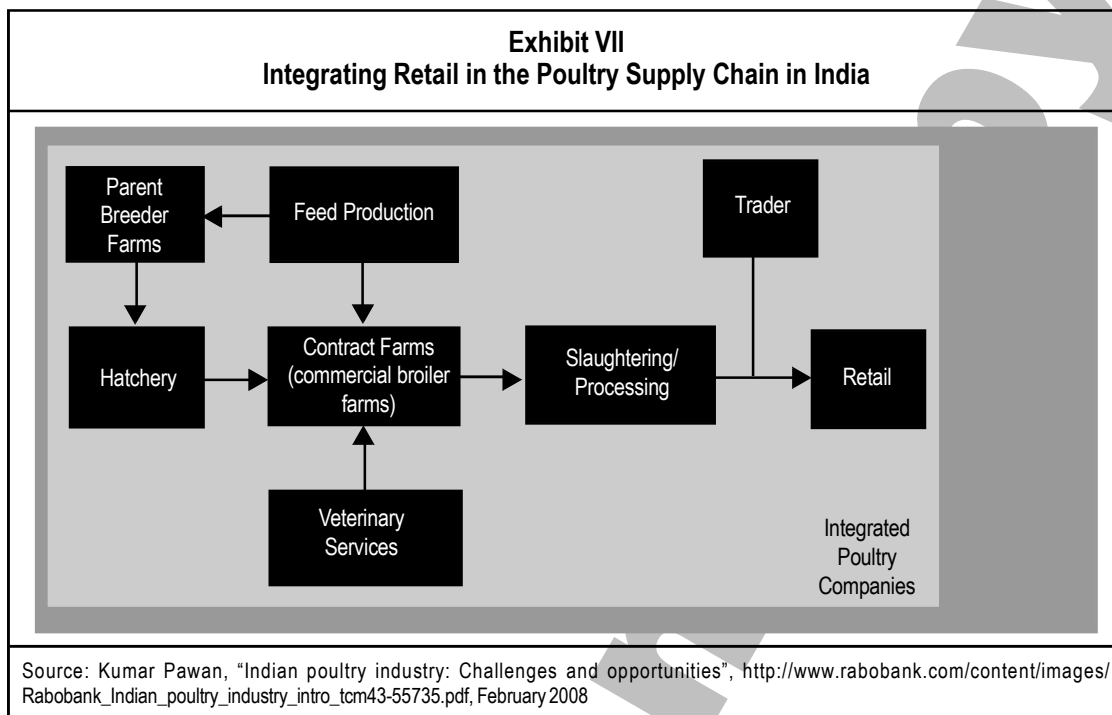 Exhibit VII
Integrating Retail in the Poultry Supply Chain in India
Parent
Breeder
Farms
Feed Production
Trader
Hatchery
Contract Farms
(commercial broiler
farms)
Slaughtering/
Processing
Retail
Veterinary
Services
Integrated
Poultry
Companies
Source: Kumar Pawan, “Indian poultry industry: Challenges and opportunities”, http://www.rabobank.com/content/images/
Rabobank_Indian_poultry_industry_intro_tcm43-55735.pdf, February 2008